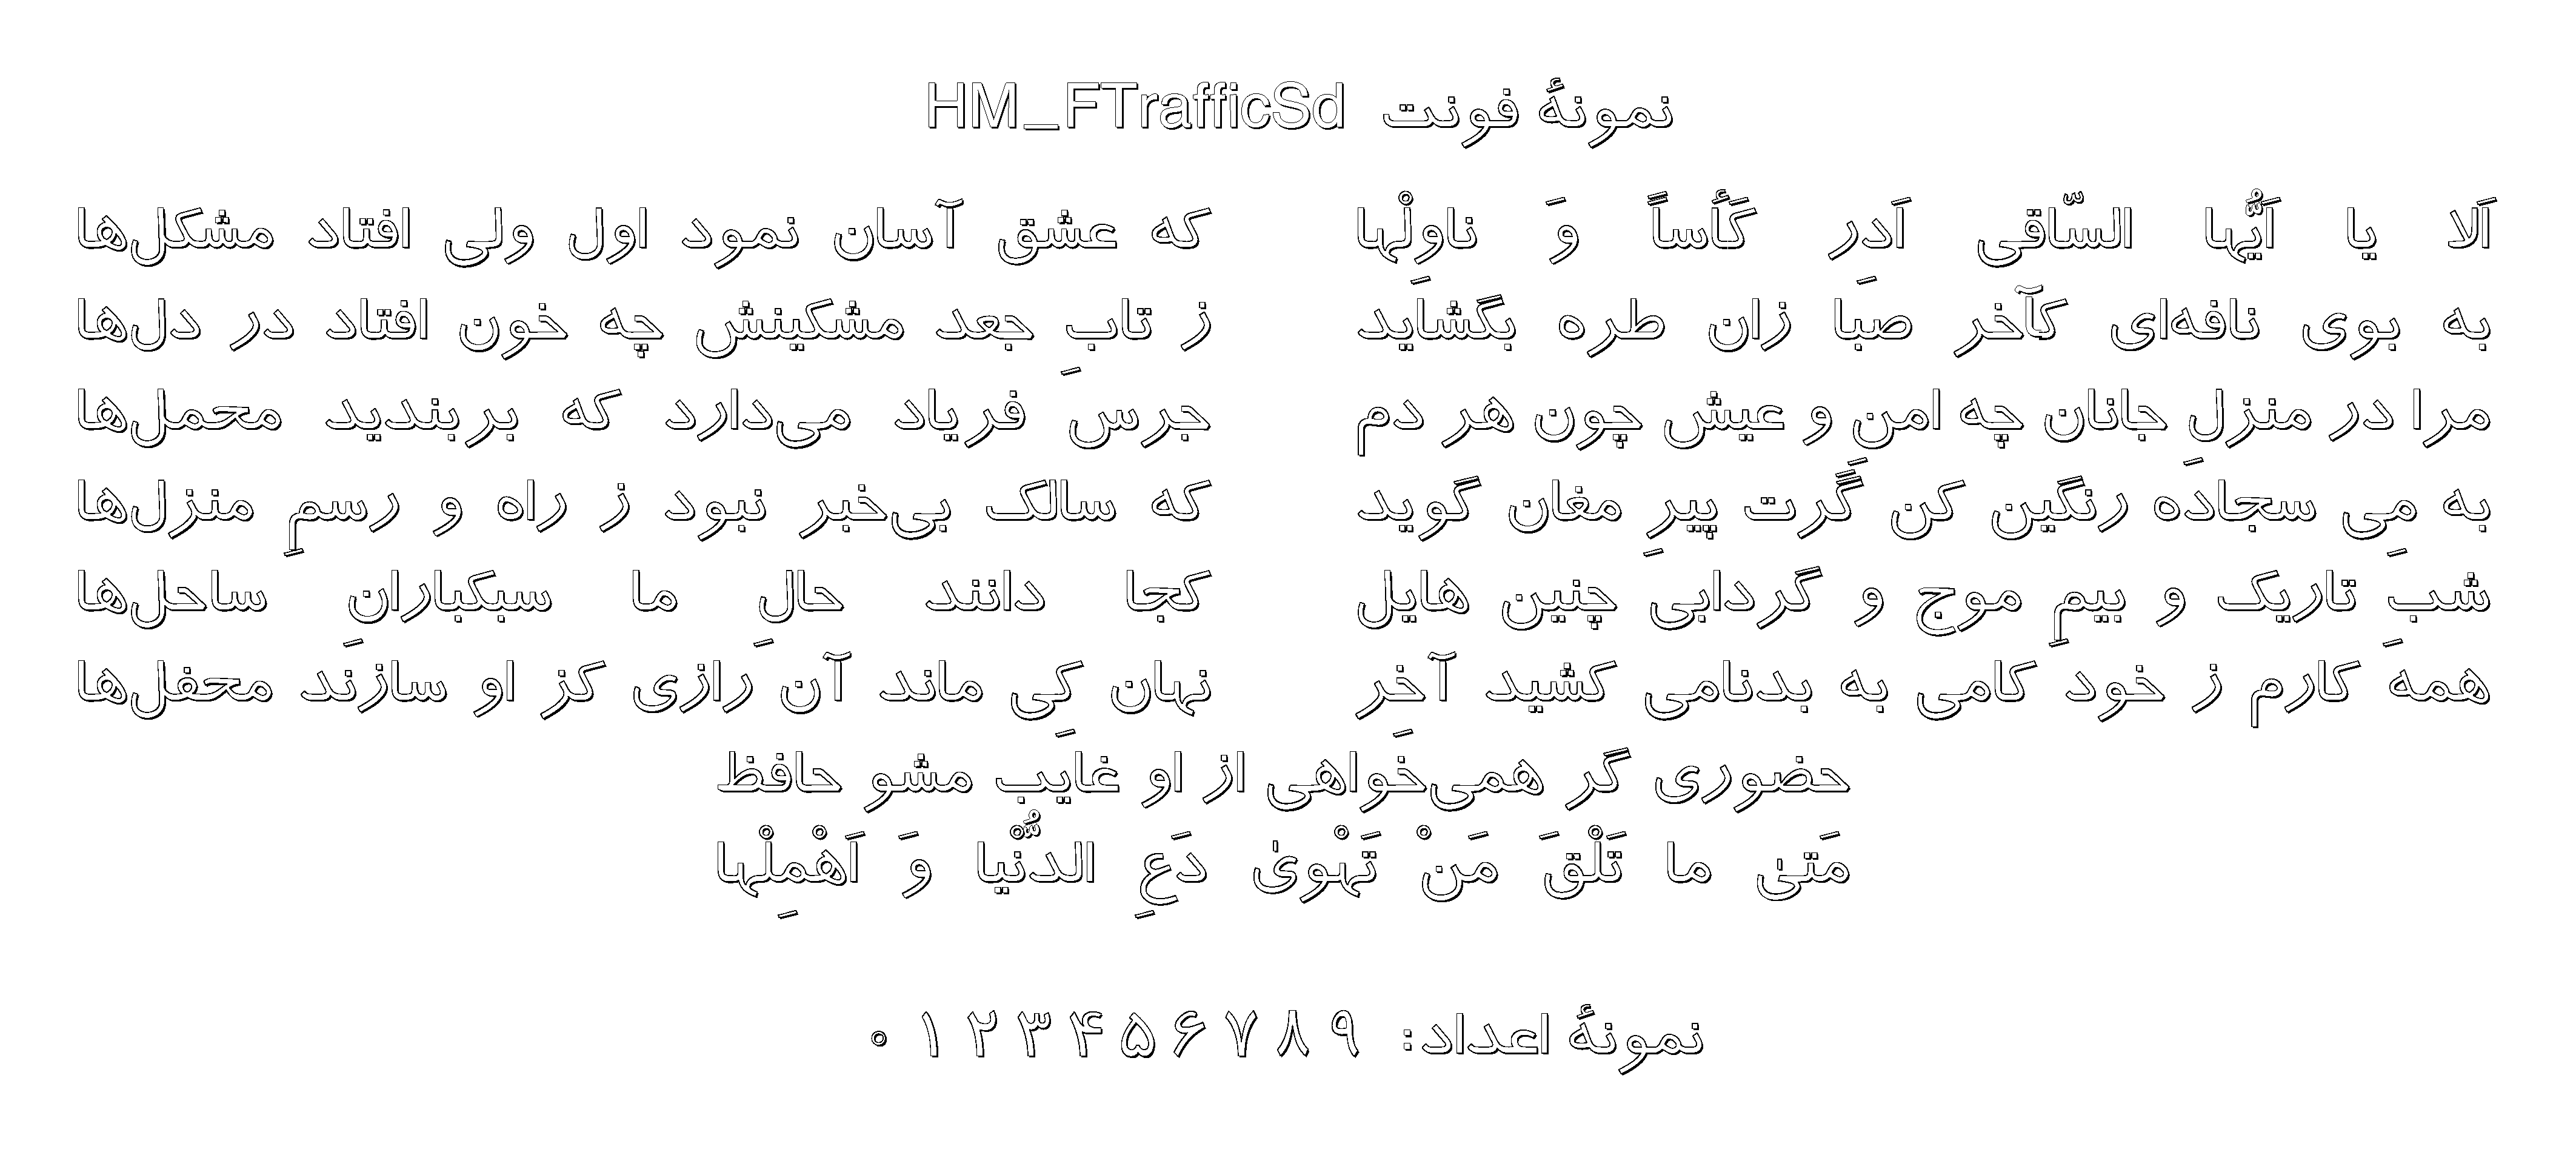 نمونهٔ فونت HM_FTrafficSd
اَلا یا اَیُّهاْ السّاقی اَدِر کَأساً وَ ناوِلْها که عشق آسان نمود اول ولی افتاد مشکل‌ها
به بوی نافه‌ای کآخر صبا زان طره بگشاید ز تابِ جعد مشکینش چه خون افتاد در دل‌ها
مرا در منزلِ جانان چه امنِ و عیش چون هر دم جرس فریاد می‌دارد که بربندید محمل‌ها
به مِی سجاده رنگین کن گَرت پیرِ مغان گوید که سالک بی‌خبر نبود ز راه و رسمِ منزل‌ها
شبِ تاریک و بیمِ موج و گردابی چنین هایل کجا دانند حالِ ما سبکبارانِ ساحل‌ها
همه کارم ز خود کامی به بدنامی کشید آخِر نهان کِی ماند آن رازی کز او سازند محفل‌ها
حضوری گر همی‌خواهی از او غایب مشو حافظ
مَتیٰ ما تَلْقَ مَنْ تَهْویٰ دَعِ الدُّنْیا وَ اَهْمِلْها
نمونهٔ اعداد: ۹ ۸ ۷ ۶ ۵ ۴ ۳ ۲ ۱ ۰